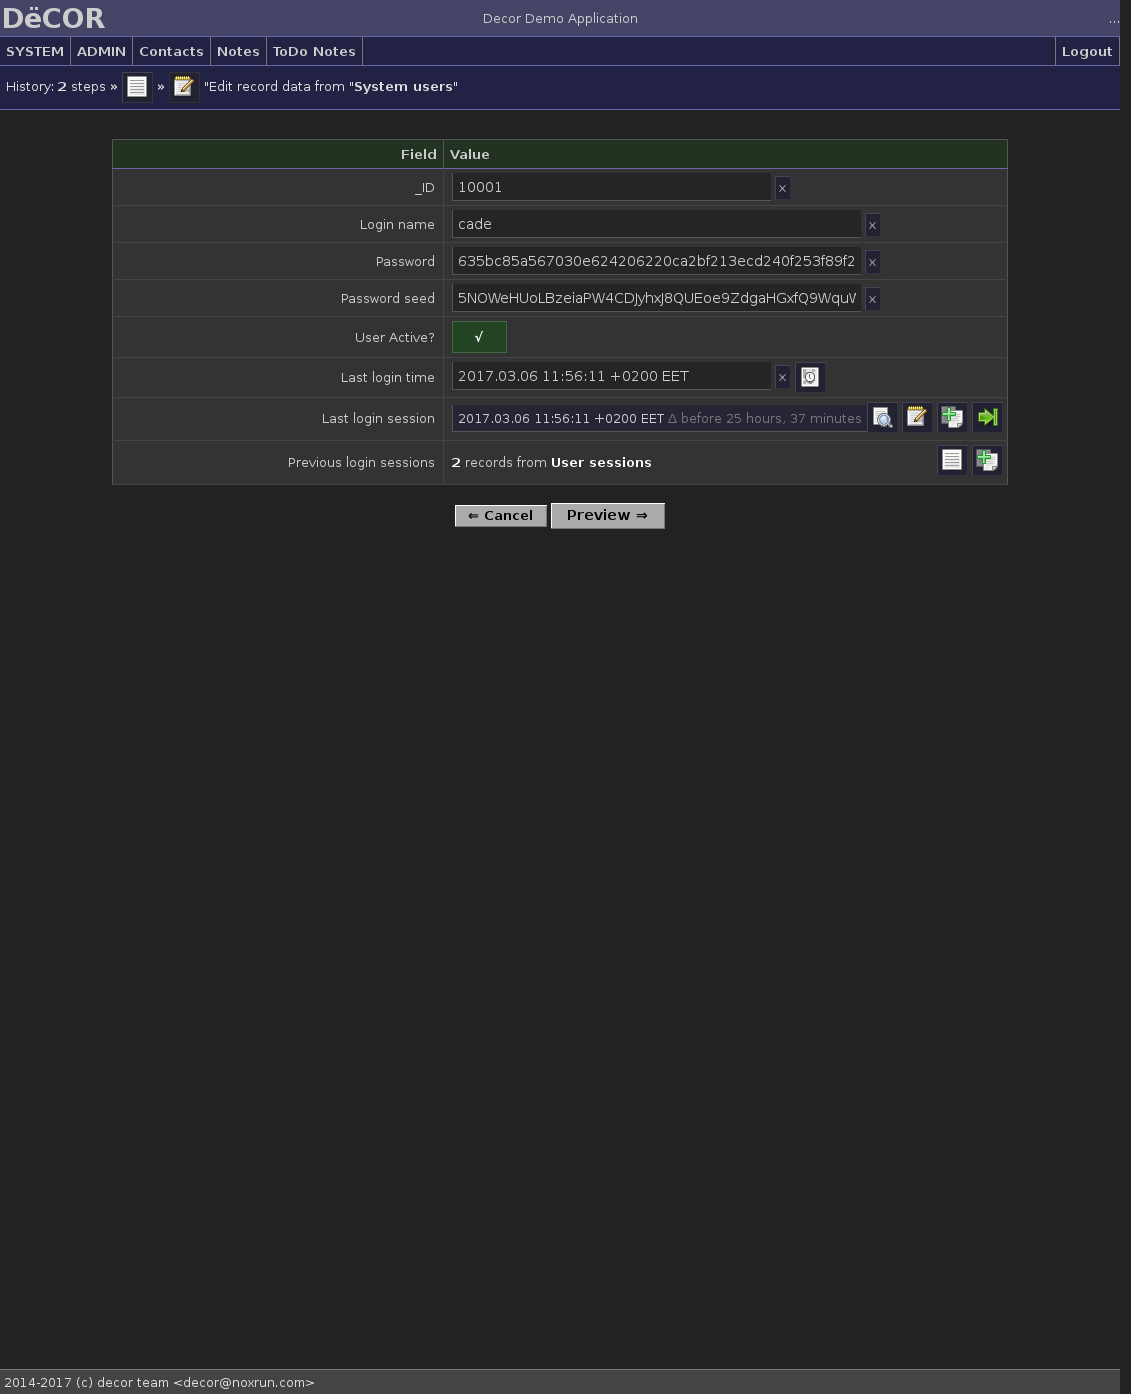 DëCOR
Decor Demo Application
...
SYSTEM ADMIN Contacts Notes ToDo Notes Logout
History: 2 steps » » "Edit record data from "System users"
Field Value
_ID 10001 x
Login name cade x
Password 635bc85a567030e624206220ca2bf213ecd240f253f89f2 x
Password seed 5NOWeHUoLBzeiaPW4CDJyhxJ8QUEoe9ZdgaHGxfQ9WquW x
User Active? √
Last login time 2017.03.06 11:56:11 +0200 EET x
Last login session 2017.03.06 11:56:11 +0200 EET Δ before 25 hours, 37 minutes
Previous login sessions 2 records from User sessions
⇐ Cancel Preview ⇒
2014-2017 (c) decor team <decor@noxrun.com>